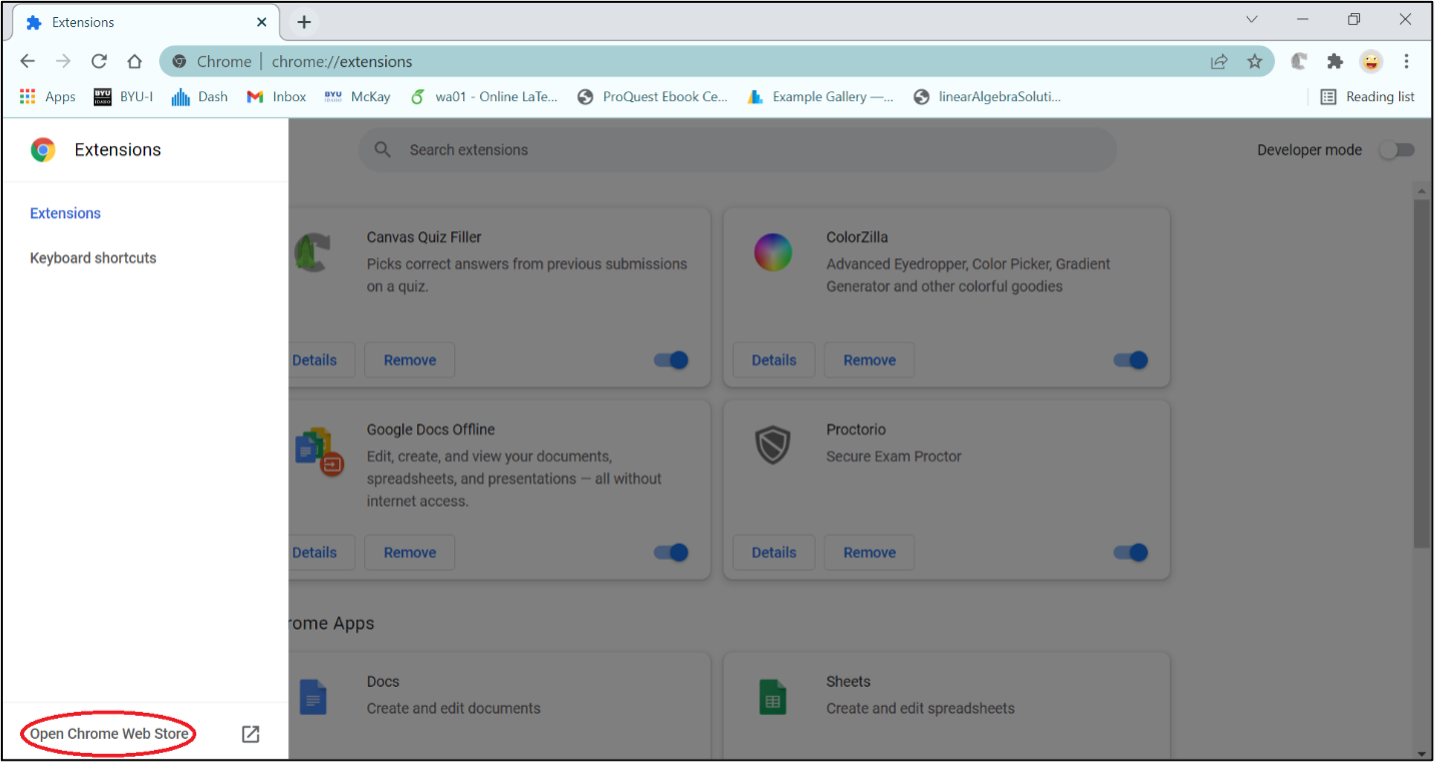 Extensions
Chrome | chrome://extensions
Apps BYU-I Dash Inbox McKay wa01 - Online LaTe... ProQuest Ebook Ce... Example Gallery —... linearAlgebraSoluti... Reading list
Extensions
Search extensions
Developer mode
Extensions
Keyboard shortcuts
Canvas Quiz Filler
Picks correct answers from previous submissions
on a quiz.
Details Remove
ColorZilla
Advanced Eyedropper, Color Picker, Gradient
Generator and other colorful goodies
Details Remove
Google Docs Offline
Edit, create, and view your documents,
spreadsheets, and presentations — all without
internet access.
Details Remove
Proctorio
Secure Exam Proctor
Details Remove
rome Apps
Docs
Create and edit documents
Sheets
Create and edit spreadsheets
Open Chrome Web Store